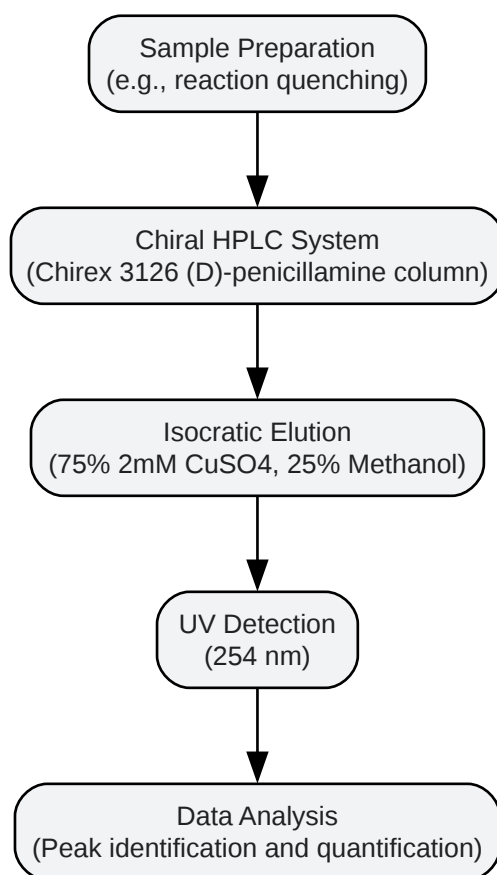 Sample Preparation
(e.g., reaction quenching)
Chiral HPLC System
(Chirex 3126 (D)-penicillamine column)
Isocratic Elution
(75% 2mM CuSO4, 25% Methanol)
UV Detection
(254 nm)
Data Analysis
(Peak identification and quantification)